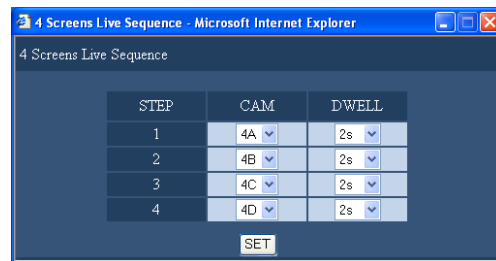 4 Screens Live Sequence - Microsoft Internet Explorer
4 Screens Live Sequence
STEP CAM DWELL
1 4A 2s
2 4B 2s
3 4C 2s
4 4D 2s
SET